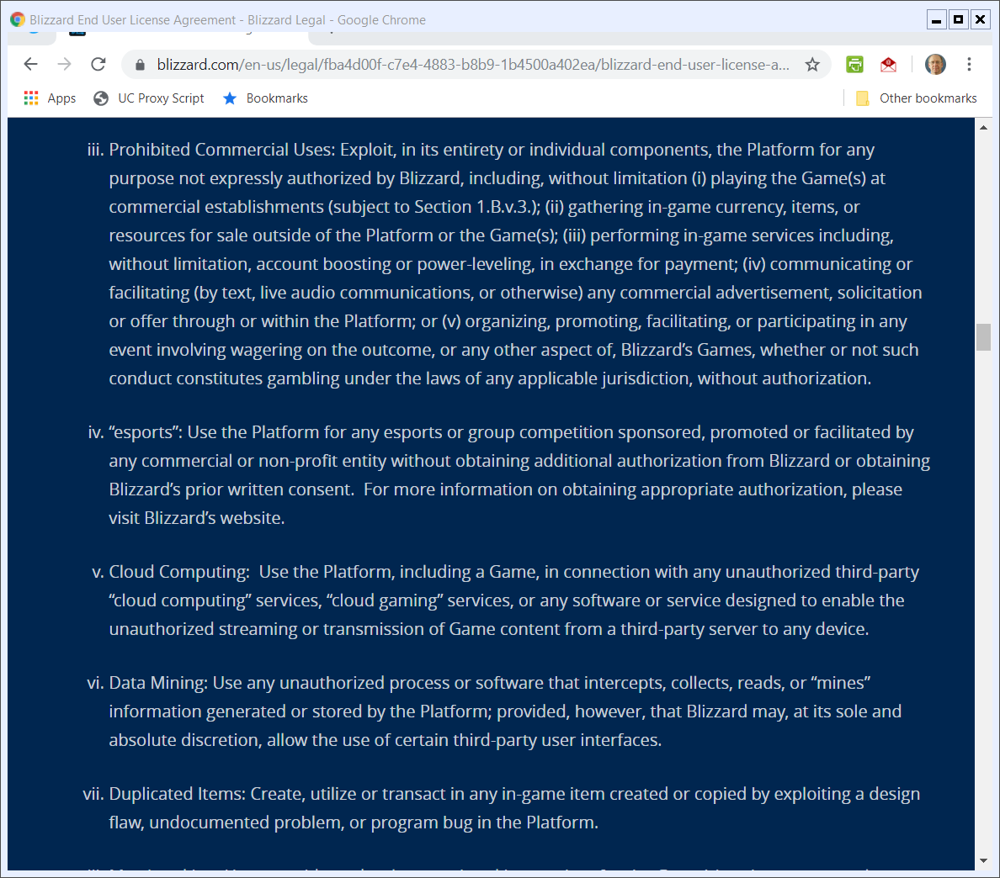 Blizzard End User License Agreement - Blizzard Legal - Google Chrome
blizzard.com/en-us/legal/fba4d00f-c7e4-4883-b8b9-1b4500a402ea/blizzard-end-user-license-a...
Apps UC Proxy Script Bookmarks Other bookmarks
iii. Prohibited Commercial Uses: Exploit, in its entirety or individual components, the Platform for any
purpose not expressly authorized by Blizzard, including, without limitation (i) playing the Game(s) at
commercial establishments (subject to Section 1.B.v.3.); (ii) gathering in-game currency, items, or
resources for sale outside of the Platform or the Game(s); (iii) performing in-game services including,
without limitation, account boosting or power-leveling, in exchange for payment; (iv) communicating or
facilitating (by text, live audio communications, or otherwise) any commercial advertisement, solicitation
or offer through or within the Platform; or (v) organizing, promoting, facilitating, or participating in any
event involving wagering on the outcome, or any other aspect of, Blizzard’s Games, whether or not such
conduct constitutes gambling under the laws of any applicable jurisdiction, without authorization.
iv. “esports”: Use the Platform for any esports or group competition sponsored, promoted or facilitated by
any commercial or non-profit entity without obtaining additional authorization from Blizzard or obtaining
Blizzard’s prior written consent.  For more information on obtaining appropriate authorization, please
visit Blizzard’s website.
v. Cloud Computing:  Use the Platform, including a Game, in connection with any unauthorized third-party
“cloud computing” services, “cloud gaming” services, or any software or service designed to enable the
unauthorized streaming or transmission of Game content from a third-party server to any device.
vi. Data Mining: Use any unauthorized process or software that intercepts, collects, reads, or “mines”
information generated or stored by the Platform; provided, however, that Blizzard may, at its sole and
absolute discretion, allow the use of certain third-party user interfaces.
vii. Duplicated Items: Create, utilize or transact in any in-game item created or copied by exploiting a design
flaw, undocumented problem, or program bug in the Platform.